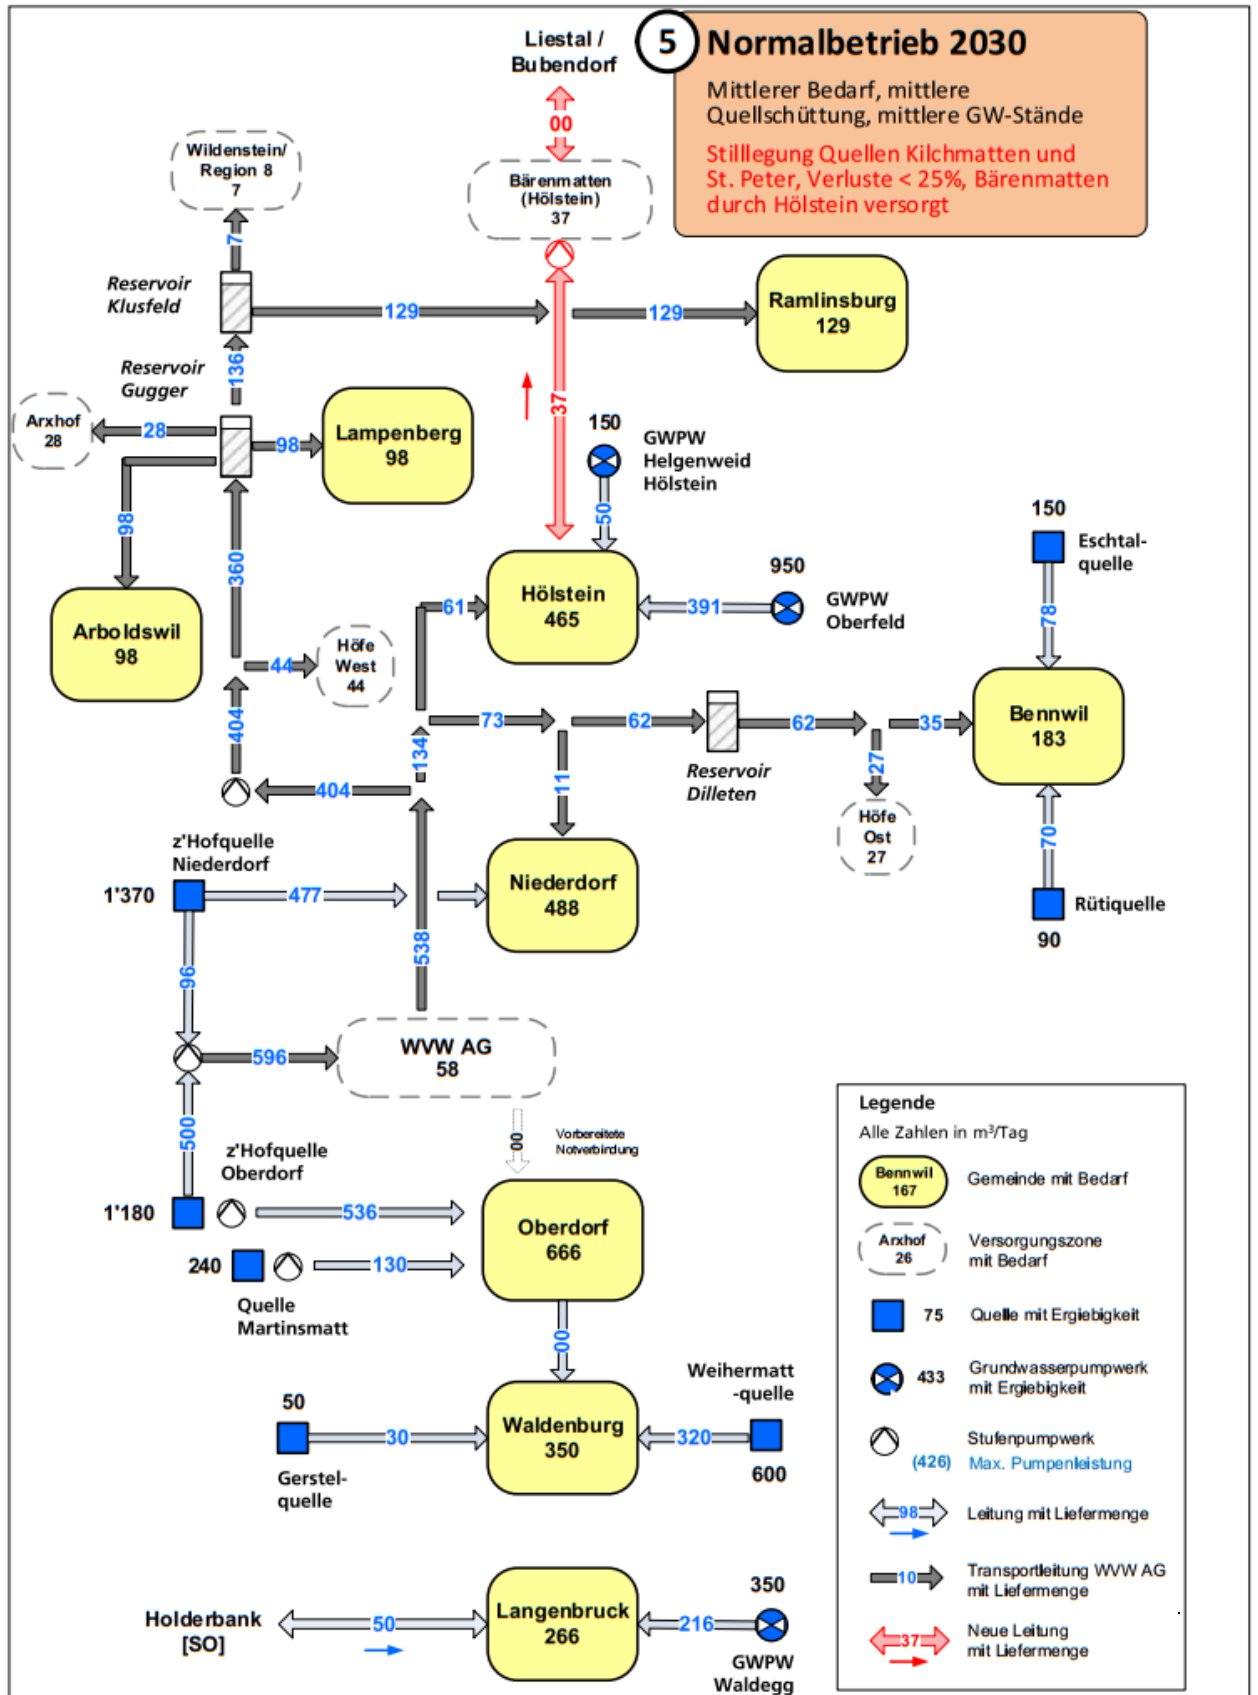 5
Normalbetrieb 2030
Mittlerer Bedarf, mittlere
Quellschüttung, mittlere GW-Stände
Stilllegung Quellen Kilchmatten und
St. Peter, Verluste < 25%, Bärenmatten
durch Hölstein versorgt
Liestal /
Bubendorf
00
Wildenstein/
Region 8
7
Bärenmatten
(Hölstein)
37
7
Reservoir
Klusfeld
129
129
Ramlinsburg
129
136
Reservoir
Gugger
37
Arxhof
28
28
98
Lampenberg
98
150
GWPW
Helgenweid
Hölstein
50
98
360
150
Eschtal-
quelle
78
Arboldswil
98
61
Hölstein
465
391
950
GWPW
Oberfeld
44
Höfe
West
44
404
73
62
Reservoir
Dilleten
62
35
Bennwil
183
134
404
11
27
Höfe
Ost
27
70
Rütiquelle
90
z'Hofquelle
Niederdorf
1'370
477
Niederdorf
488
96
538
596
WVW AG
58
500
00
Vorbereitete
Notverbindung
z'Hofquelle
Oberdorf
1'180
536
Oberdorf
666
240
130
Quelle
Martinsmatt
00
50
30
Gerstel-
quelle
Waldenburg
350
320
Weihermatt
-quelle
600
Holderbank
[SO]
50
Langenbruck
266
216
350
GWPW
Waldegg
Legende
Alle Zahlen in m³/Tag
Bennwil
167
Gemeinde mit Bedarf
Arxhof
26
Versorgungszone
mit Bedarf
75
Quelle mit Ergiebigkeit
433
Grundwasserpumpwerk
mit Ergiebigkeit
Stufenpumpwerk
(426) Max. Pumpenleistung
98
Leitung mit Liefermenge
10
Transportleitung WVW AG
mit Liefermenge
37
Neue Leitung
mit Liefermenge